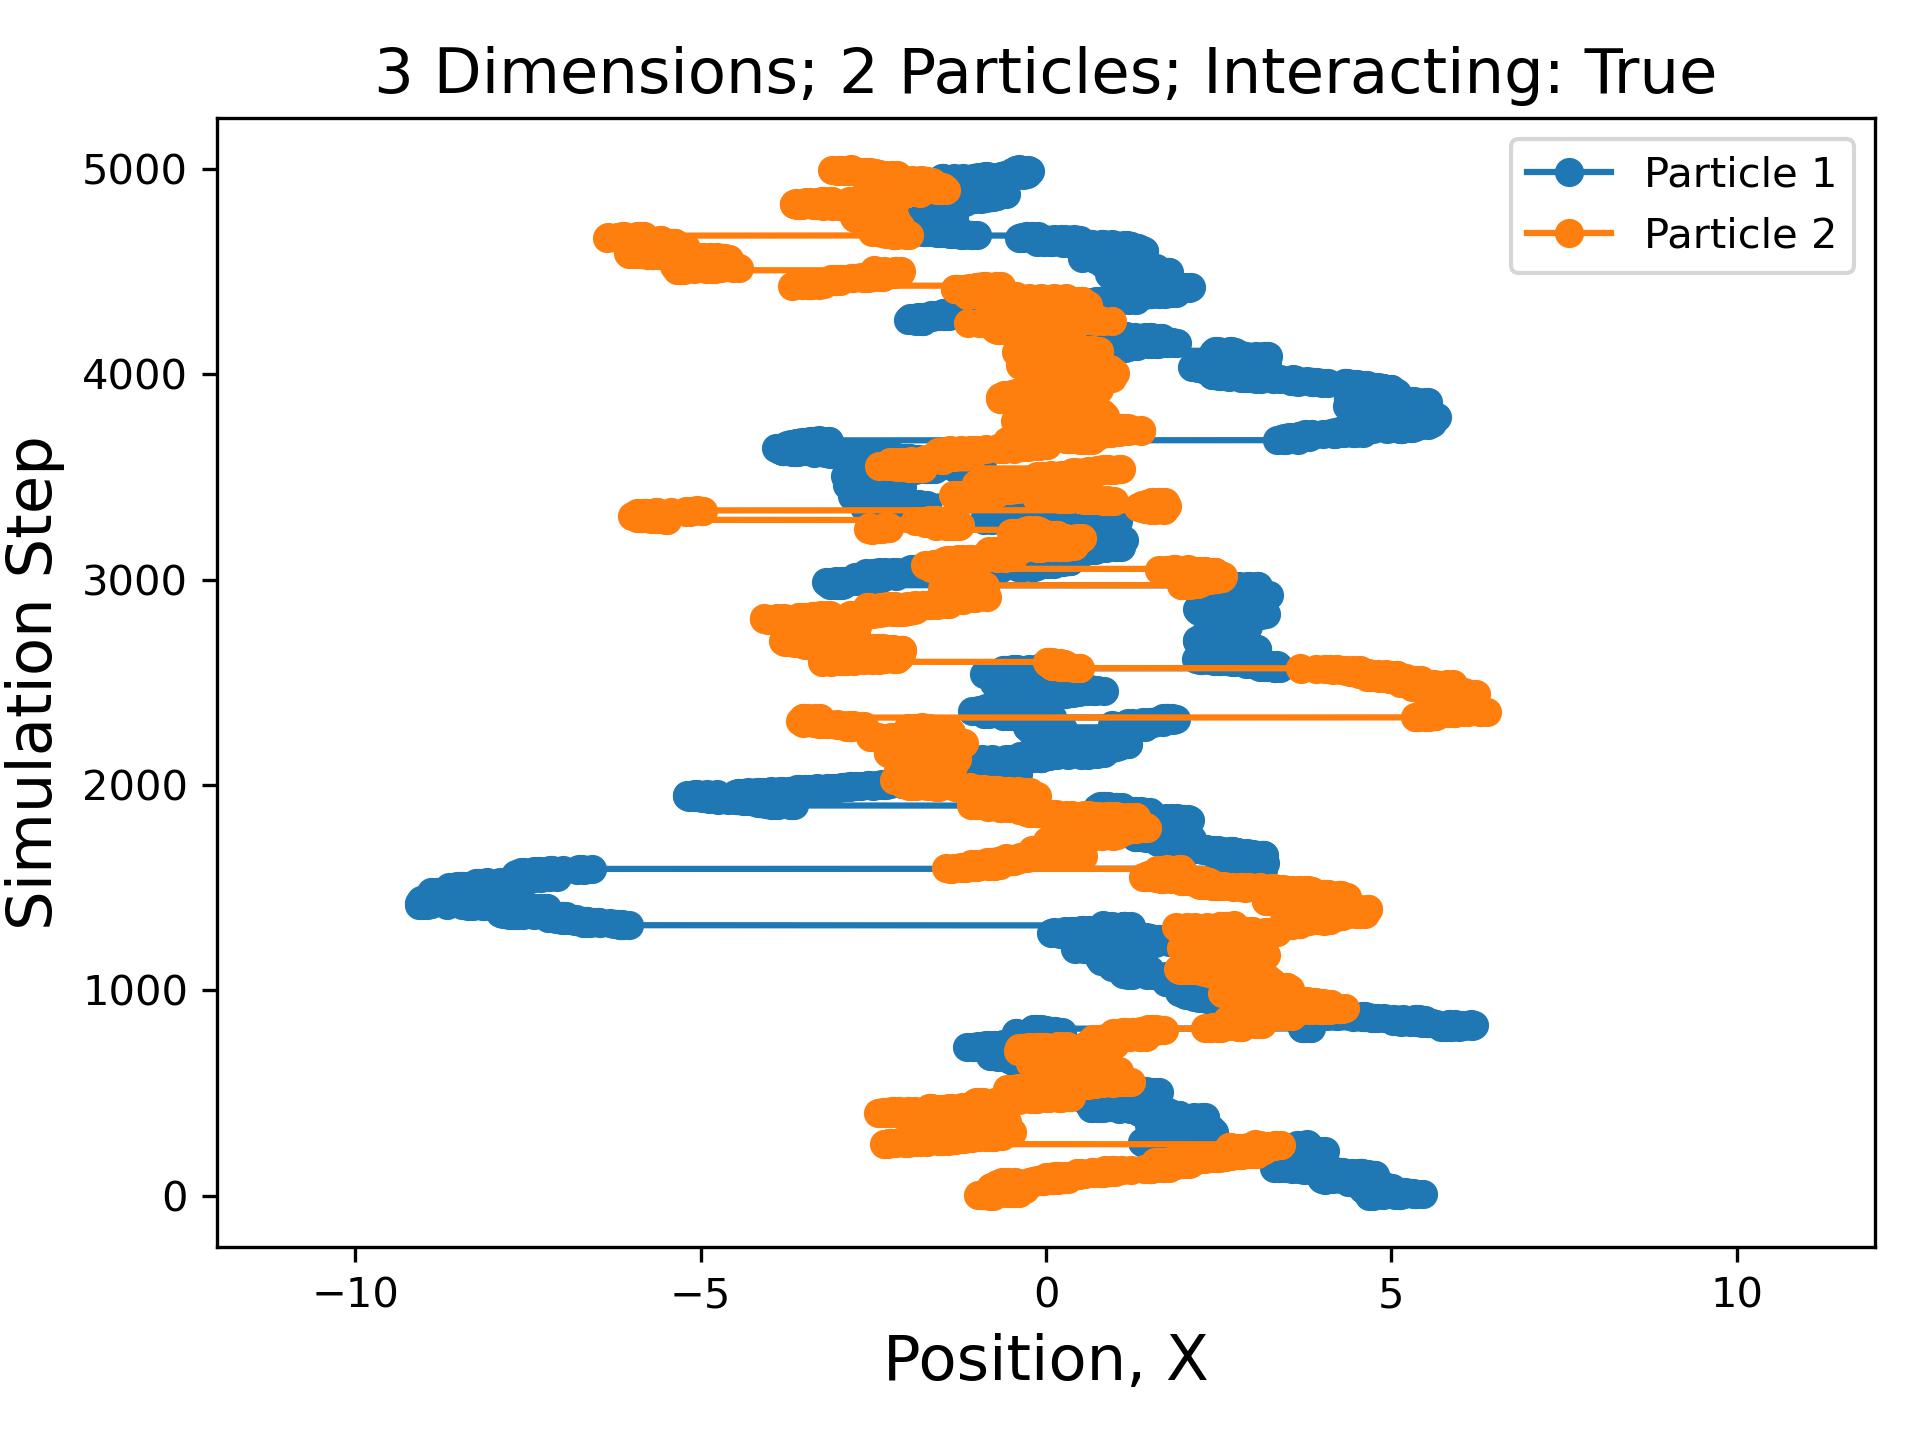 3 Dimensions; 2 Particles; Interacting: True
Particle 1
Particle 2
5000
4000
3000
2000
1000
0
Simulation Step
−10
−5
0
5
10
Position, X